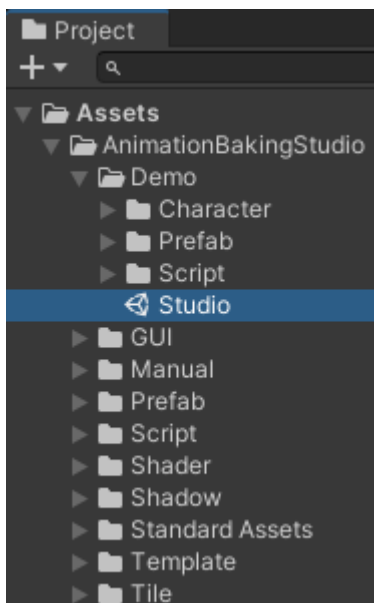 Project
Assets
AnimationBakingStudio
Demo
Character
Prefab
Script
Studio
GUI
Manual
Prefab
Script
Shader
Shadow
Standard Assets
Template
Tile